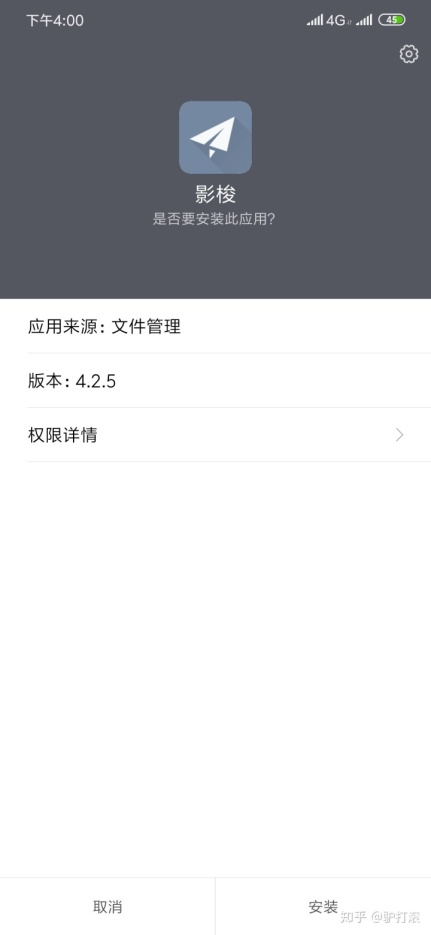 下午4:00 4G 45
影梭
是否要安装此应用?
应用来源: 文件管理
版本: 4.2.5
权限详情
取消 安装
知乎 @驴打滚